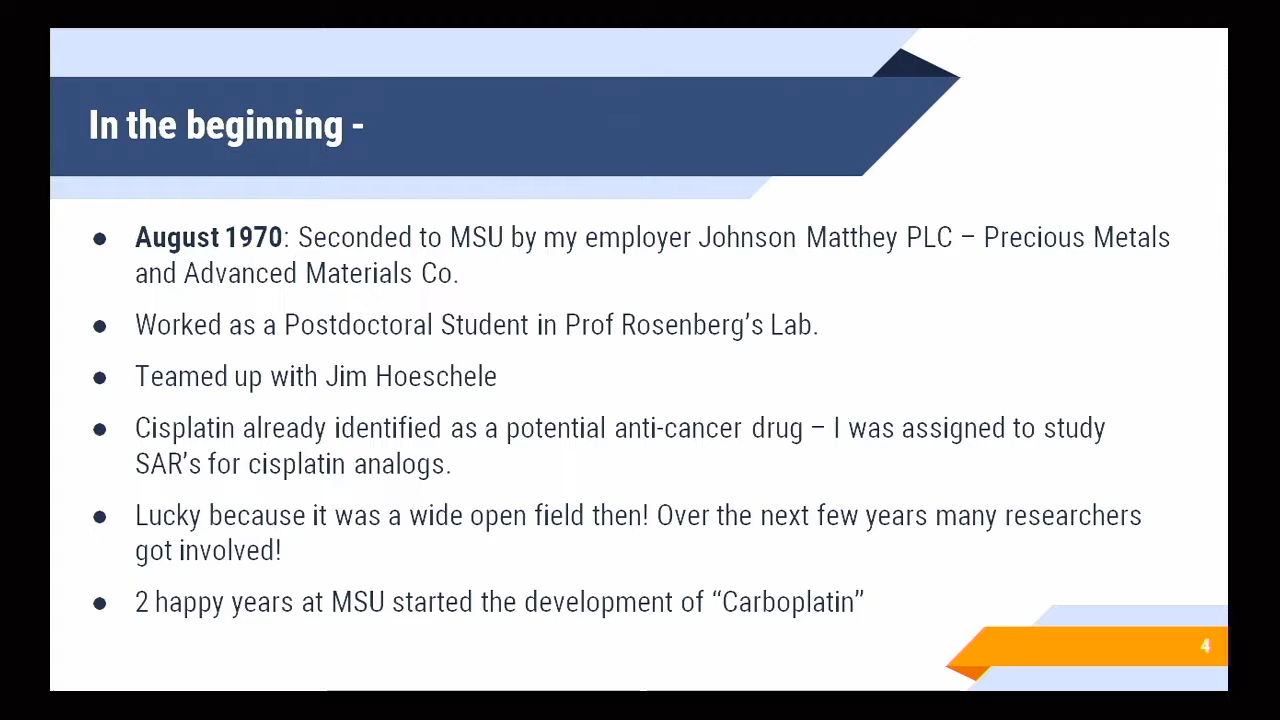 In the beginning -
● August 1970: Seconded to MSU by my employer Johnson Matthey PLC – Precious Metals
and Advanced Materials Co.
● Worked as a Postdoctoral Student in Prof Rosenberg’s Lab.
● Teamed up with Jim Hoeschele
● Cisplatin already identified as a potential anti-cancer drug – I was assigned to study
SAR’s for cisplatin analogs.
● Lucky because it was a wide open field then! Over the next few years many researchers
got involved!
● 2 happy years at MSU started the development of “Carboplatin”
4